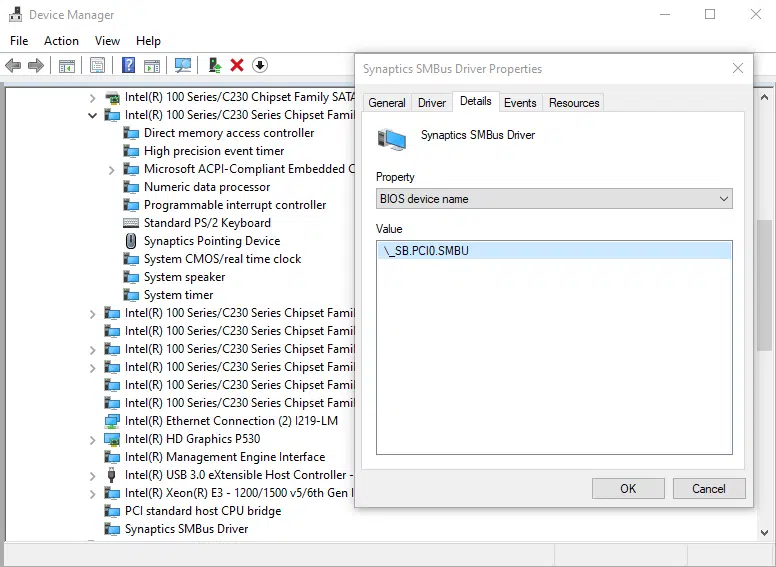 Device Manager
File Action View Help
Intel(R) 100 Series/C230 Chipset Family SATA
Intel(R) 100 Series/C230 Series Chipset Fami
Direct memory access controller
High precision event timer
Microsoft ACPI-Compliant Embedded C
Numeric data processor
Programmable interrupt controller
Standard PS/2 Keyboard
Synaptics Pointing Device
System CMOS/real time clock
System speaker
System timer
Intel(R) 100 Series/C230 Series Chipset Fami
Intel(R) 100 Series/C230 Series Chipset Fami
Intel(R) 100 Series/C230 Series Chipset Fami
Intel(R) 100 Series/C230 Series Chipset Fami
Intel(R) 100 Series/C230 Series Chipset Fami
Intel(R) 100 Series/C230 Series Chipset Fami
Intel(R) Ethernet Connection (2) I219-LM
Intel(R) HD Graphics P530
Intel(R) Management Engine Interface
Intel(R) USB 3.0 eXtensible Host Controller -
Intel(R) Xeon(R) E3 - 1200/1500 v5/6th Gen I
PCI standard host CPU bridge
Synaptics SMBus Driver
Synaptics SMBus Driver Properties
General Driver Details Events Resources
Synaptics SMBus Driver
Property
BIOS device name
Value
\_SB.PCI0.SMBU
OK Cancel